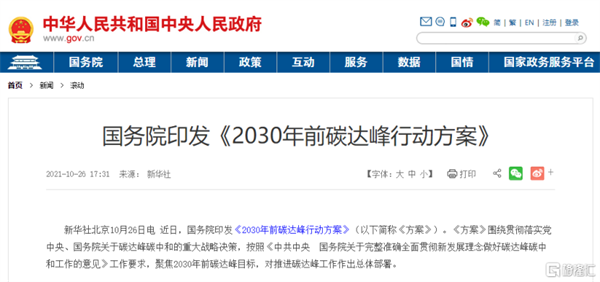 中华人民共和国中央人民政府
www.gov.cn
简 | 繁 | EN | 注册 | 登录
国务院 总理 新闻 政策 互动 服务 数据 国情 国家政务服务平台
首页 > 新闻 > 滚动
国务院印发《2030年前碳达峰行动方案》
2021-10-26 17:31 来源： 新华社 【字体：大 中 小】 打印
新华社北京10月26日电 近日，国务院印发《2030年前碳达峰行动方案》（以下简称《方案》）。《方案》围绕贯彻落实党
中央、国务院关于碳达峰碳中和的重大战略决策，按照《中共中央 国务院关于完整准确全面贯彻新发展理念做好碳达峰碳中
和工作的意见》工作要求，聚焦2030年前碳达峰目标，对推进碳达峰工作作出总体部署。